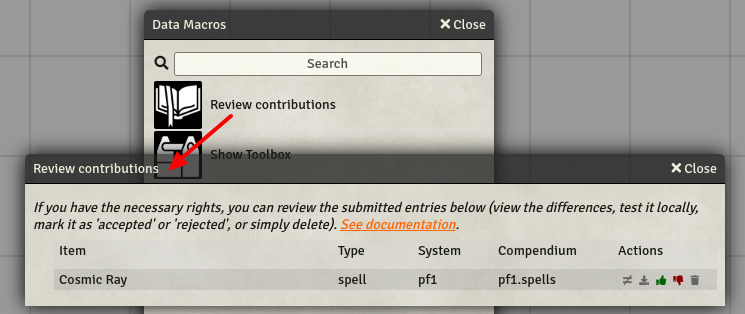 Data Macros
Close
Search
Review contributions
Show Toolbox
Review contributions
Close
If you have the necessary rights, you can review the submitted entries below (view the differences, test it locally,
mark it as 'accepted' or 'rejected', or simply delete). See documentation.
Item Type System Compendium Actions
Cosmic Ray spell pf1 pf1.spells